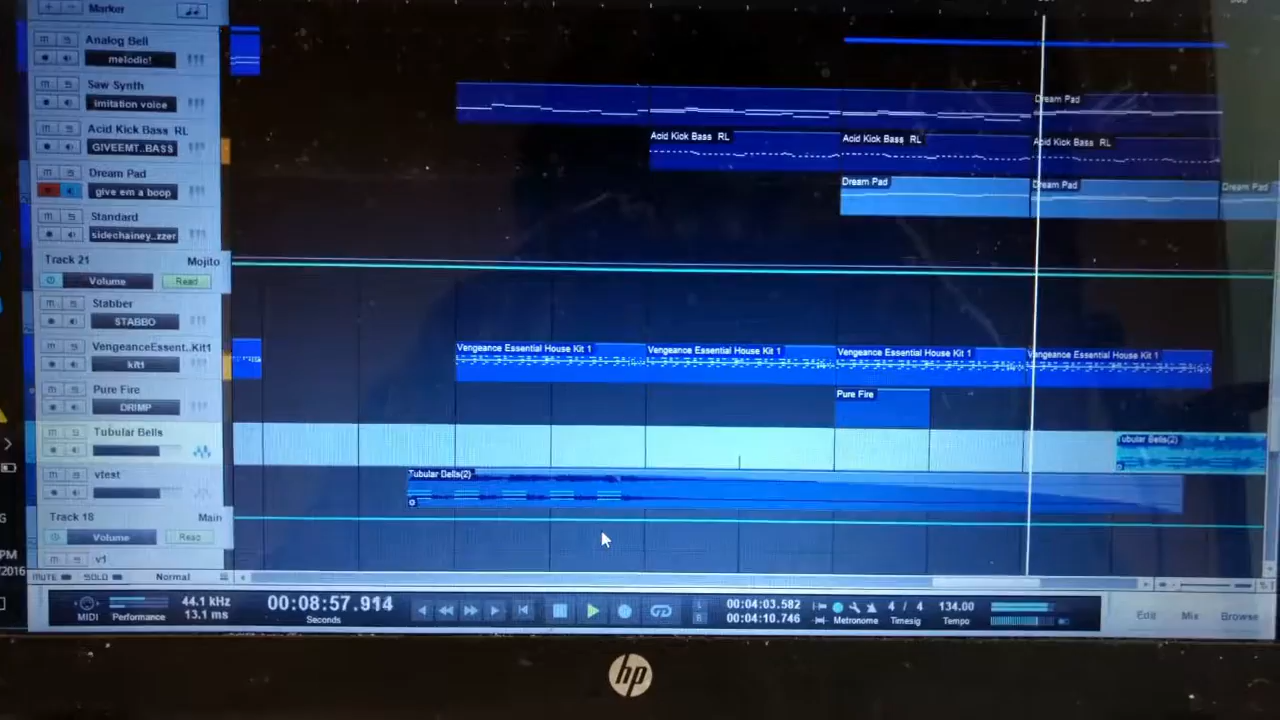 Marker
Analog Bell
melodic!
Saw Synth
imitation voice
Dream Pad
Acid Kick Bass RL
GIVEEMT..BASS
Acid Kick Bass RL
Acid Kick Bass RL
Acid Kick Bass RL
Dream Pad
give em a boop
Dream Pad
Dream Pad
Dream Pad
Standard
sidechainey..zzer
Track 21 Mojito
Volume Read
Stabber
STABBO
VengeanceEssent..Kit1
kit1
Vengeance Essential House Kit 1
Vengeance Essential House Kit 1
Vengeance Essential House Kit 1
Vengeance Essential House Kit 1
Pure Fire
DRIMP
Pure Fire
Tubular Bells
Tubular Bells(2)
vtest
Tubular Bells(2)
Track 18 Main
Volume Read
v1
PM
2016
MUTE SOLO Normal
MIDI Performance
44.1 kHz
13.1 ms
00:08:57.914
Seconds
00:04:03.582
00:04:10.746
Metronome
4 / 4
Timesig
134.00
Tempo
Edit Mix Browse
hp